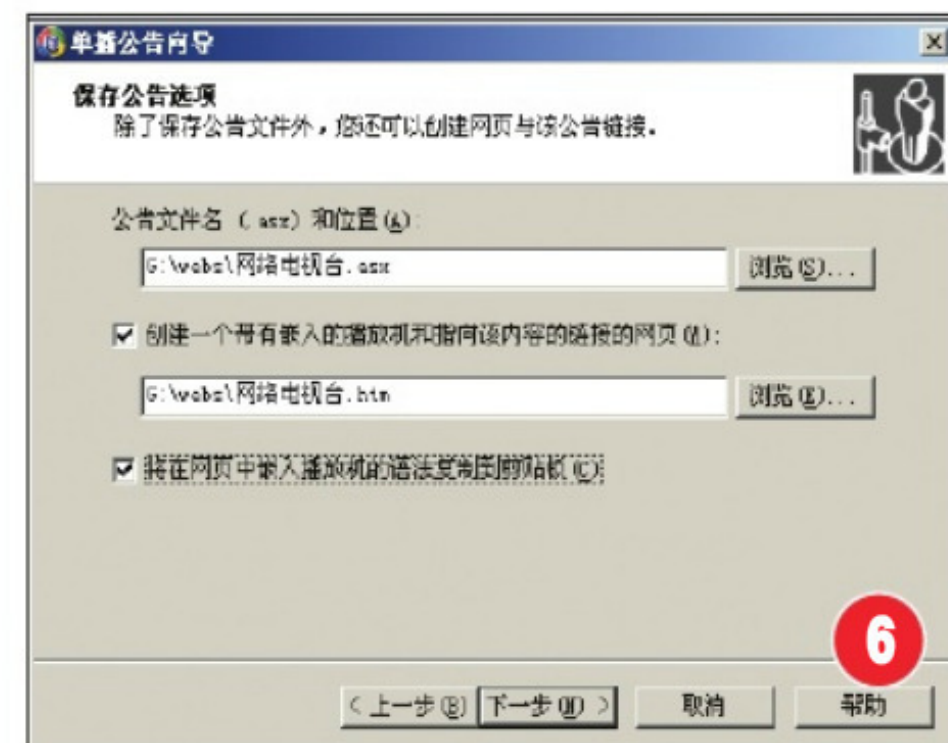 单播公告向导
保存公告选项
除了保存公告文件外，您还可以创建网页与该公告链接。
公告文件名（.asx）和位置(A):
G:\webs\网络电视台.asx
浏览(S)...
创建一个带有嵌入的播放机和指向该内容的链接的网页(W):
G:\webs\网络电视台.htm
浏览(E)...
将在网页中嵌入播放机的语法复制到剪贴板(C)
6
<上一步(B)
下一步(N)>
取消
帮助